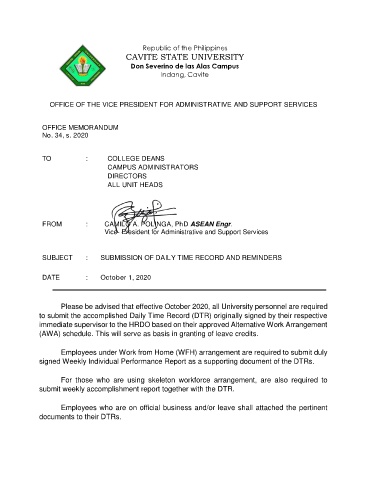 Republic of the Philippines
CAVITE STATE UNIVERSITY
Don Severino de las Alas Campus
Indang, Cavite
OFFICE OF THE VICE PRESIDENT FOR ADMINISTRATIVE AND SUPPORT SERVICES
OFFICE MEMORANDUM
No. 34, s. 2020
TO : COLLEGE DEANS
CAMPUS ADMINISTRATORS
DIRECTORS
ALL UNIT HEADS
FROM : CAMILO A. POLINGA, PhD ASEAN Engr.
Vice President for Administrative and Support Services
SUBJECT : SUBMISSION OF DAILY TIME RECORD AND REMINDERS
DATE : October 1, 2020
Please be advised that effective October 2020, all University personnel are required
to submit the accomplished Daily Time Record (DTR) originally signed by their respective
immediate supervisor to the HRDO based on their approved Alternative Work Arrangement
(AWA) schedule. This will serve as basis in granting of leave credits.
Employees under Work from Home (WFH) arrangement are required to submit duly
signed Weekly Individual Performance Report as a supporting document of the DTRs.
For those who are using skeleton workforce arrangement, are also required to
submit weekly accomplishment report together with the DTR.
Employees who are on official business and/or leave shall attached the pertinent
documents to their DTRs.